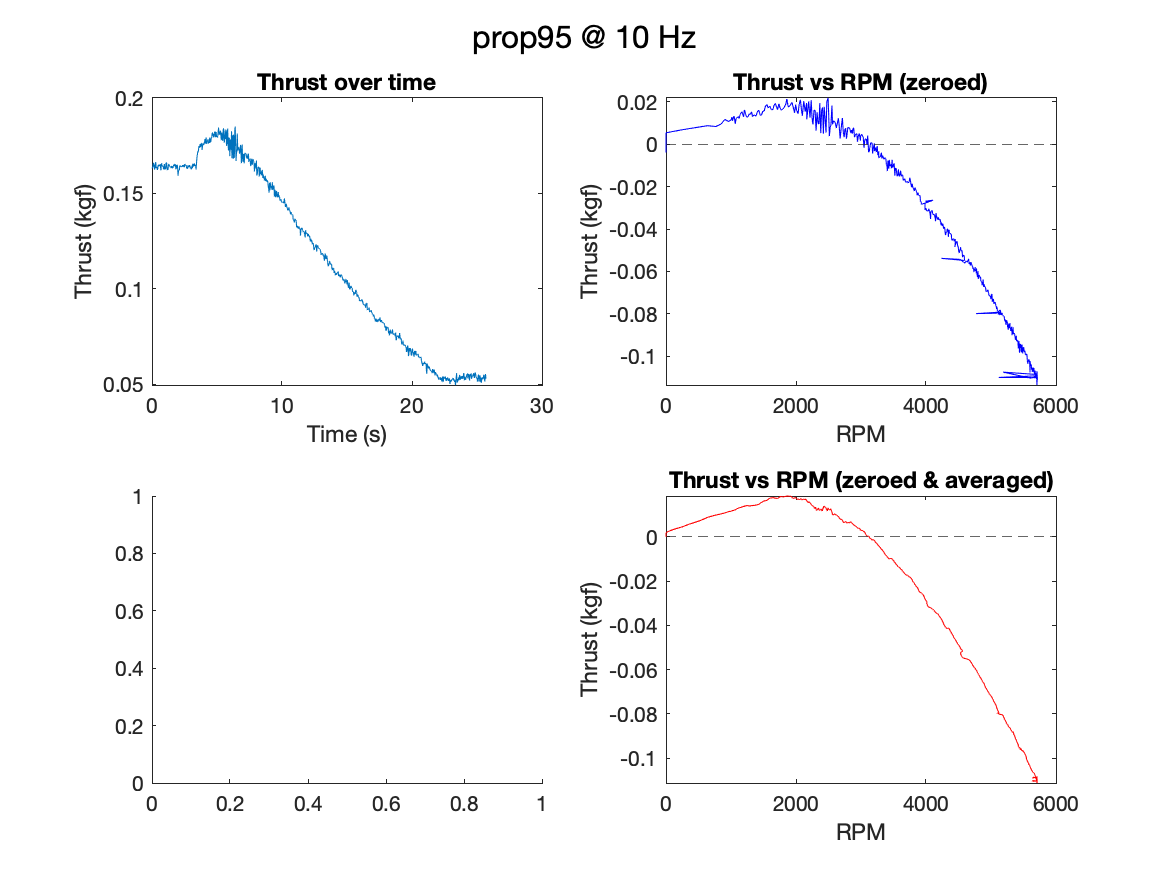 prop95 @ 10 Hz
Thrust over time
0.2
0.15
0.1
0.05
Thrust (kgf)
0 10 20 30
Time (s)
Thrust vs RPM (zeroed)
0.02
0
-0.02
-0.04
-0.06
-0.08
-0.1
Thrust (kgf)
0 2000 4000 6000
RPM
1
0.8
0.6
0.4
0.2
0
0 0.2 0.4 0.6 0.8 1
Thrust vs RPM (zeroed & averaged)
0
-0.02
-0.04
-0.06
-0.08
-0.1
Thrust (kgf)
0 2000 4000 6000
RPM